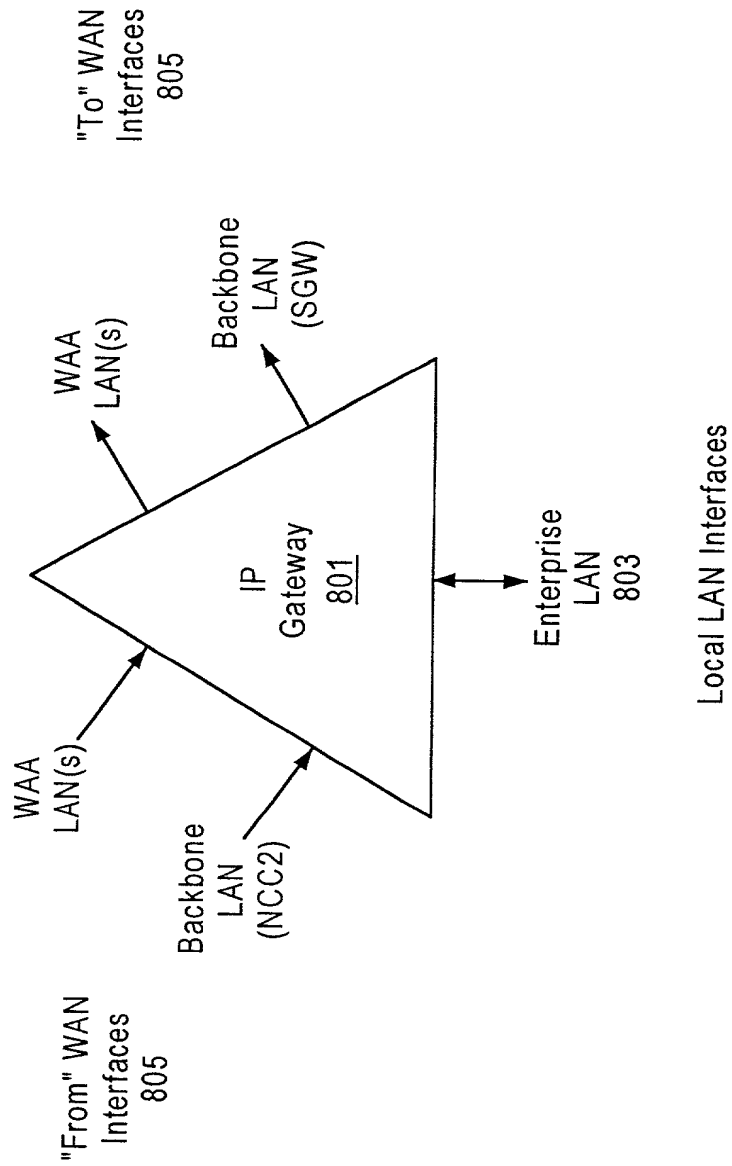 "From" WAN
Interfaces
805
"To" WAN
Interfaces
805
WAA
LAN(s)
WAA
LAN(s)
Backbone
LAN
(NCC2)
Backbone
LAN
(SGW)
IP
Gateway
801
Enterprise
LAN
803
Local LAN Interfaces